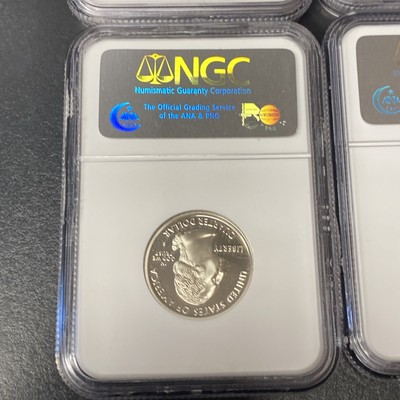 NGC
Numismatic Guaranty Corporation
The Official Grading Service
of the ANA & PNG
PNG
UNITED STATES OF AMERICA
LIBERTY
QUARTER DOLLAR